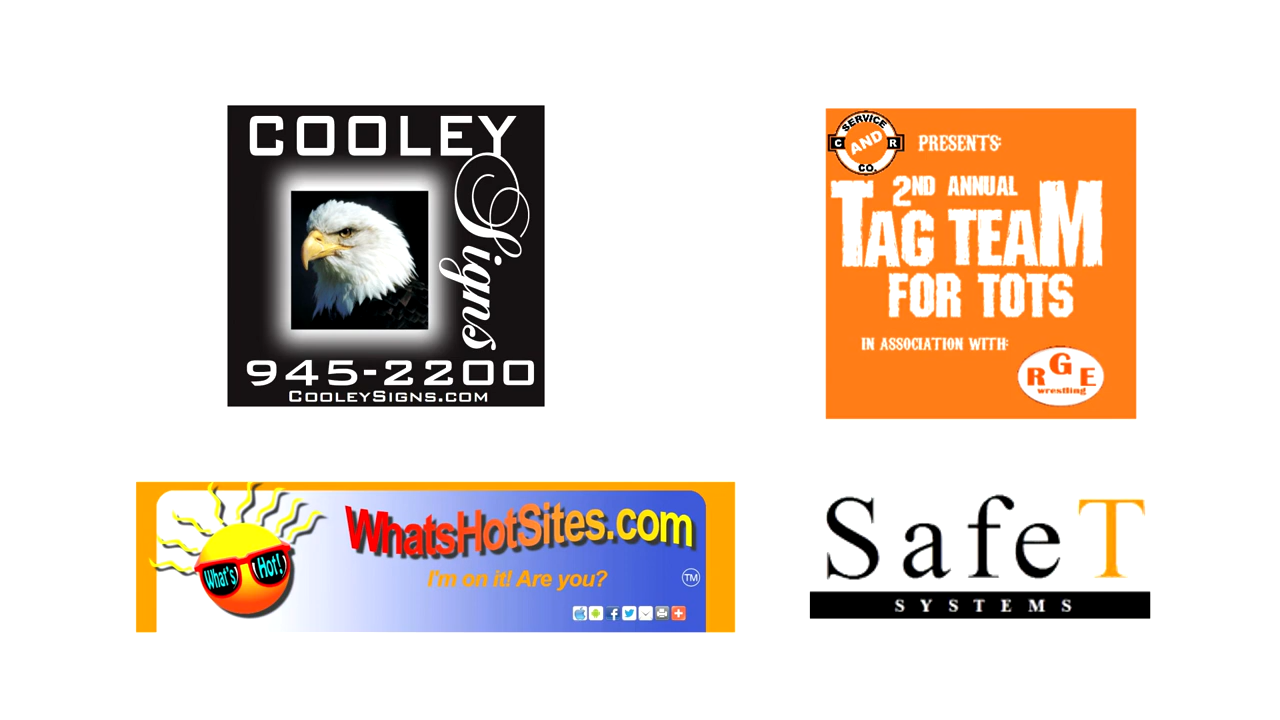 COOLEY
Signs
945-2200
COOLEYSIGNS.COM
SERVICE
C AND R
CO.
PRESENTS:
2ND ANNUAL
TAG TEAM
FOR TOTS
IN ASSOCIATION WITH:
RGE
wrestling
What's Hot!
WhatsHotSites.com
I'm on it! Are you?
TM
SafeT
SYSTEMS